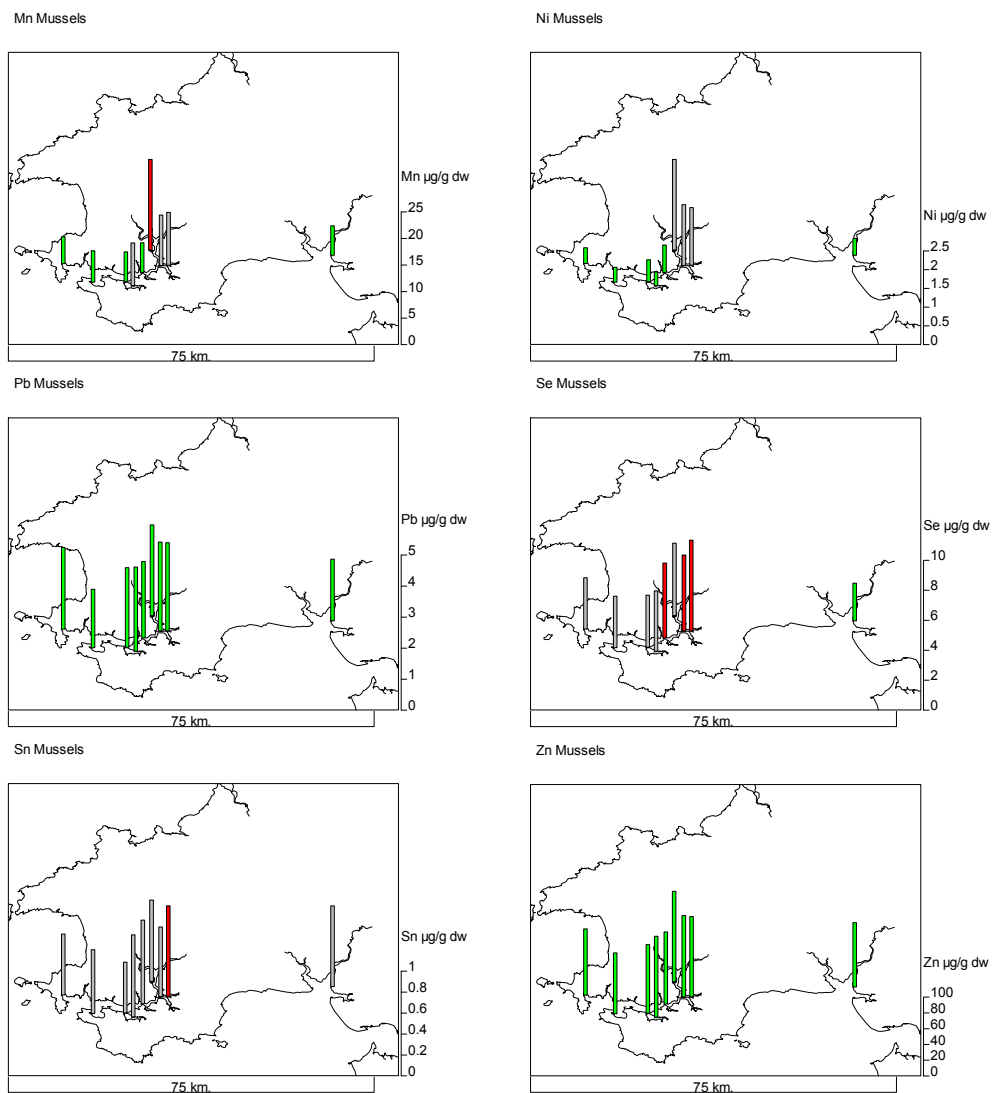 Mn Mussels
Mn µg/g dw
25
20
15
10
5
0
75 km.
Ni Mussels
Ni µg/g dw
2.5
2
1.5
1
0.5
0
75 km.
Pb Mussels
Pb µg/g dw
5
4
3
2
1
0
75 km.
Se Mussels
Se µg/g dw
10
8
6
4
2
0
75 km.
Sn Mussels
Sn µg/g dw
1
0.8
0.6
0.4
0.2
0
75 km.
Zn Mussels
Zn µg/g dw
100
80
60
40
20
0
75 km.